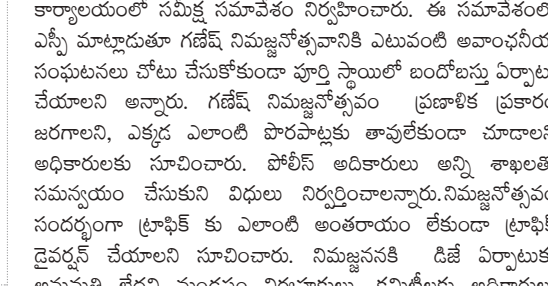 కార్యాలయంలో సమీక్ష సమావేశం నిర్వహించారు. ఈ సమావేశంలో
ఎస్పీ మాట్లాడుతూ గణేష్ నిమజ్జనోత్సవానికి ఎటువంటి అవాంఛనీయ
సంఘటనలు చోటు చేసుకోకుండా పూర్తి స్థాయిలో బందోబస్తు ఏర్పాటు
చేయాలని అన్నారు. గణేష్ నిమజ్జనోత్సవం ప్రణాళిక ప్రకారం
జరగాలని, ఎక్కడ ఎలాంటి పొరపాట్లకు తావులేకుండా చూడాలని
అధికారులకు సూచించారు. పోలీస్ అదికారులు అన్ని శాఖలతో
సమన్వయం చేసుకుని విధులు నిర్వర్తించాలన్నారు.నిమజ్జనోత్సవం
సందర్భంగా ట్రాఫిక్ కు ఎలాంటి అంతరాయం లేకుండా ట్రాఫిక్
డైవర్షన్ చేయాలని సూచించారు. నిమజ్జననకి డిజే ఏర్పాటుకు